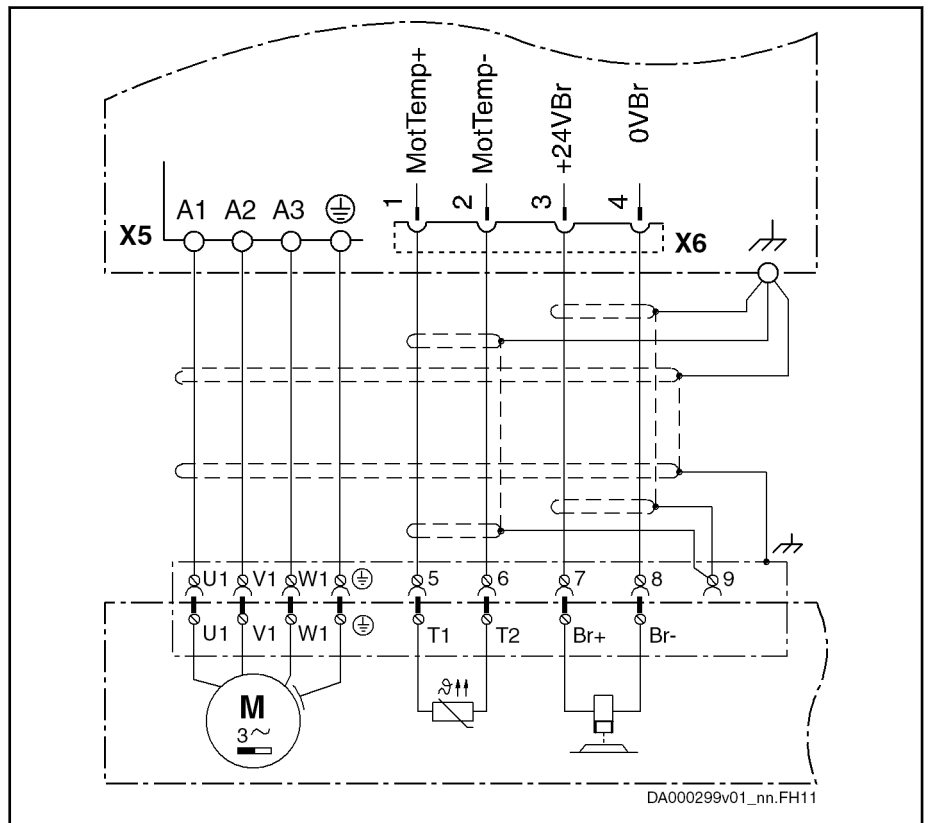 MotTemp+
MotTemp-
+24VBr
0VBr
1
2
3
4
X5
A1 A2 A3
X6
U1 V1 W1 5 6 7 8 9
U1 V1 W1 T1 T2 Br+ Br-
ϑ
M
3~
DA000299v01_nn.FH11